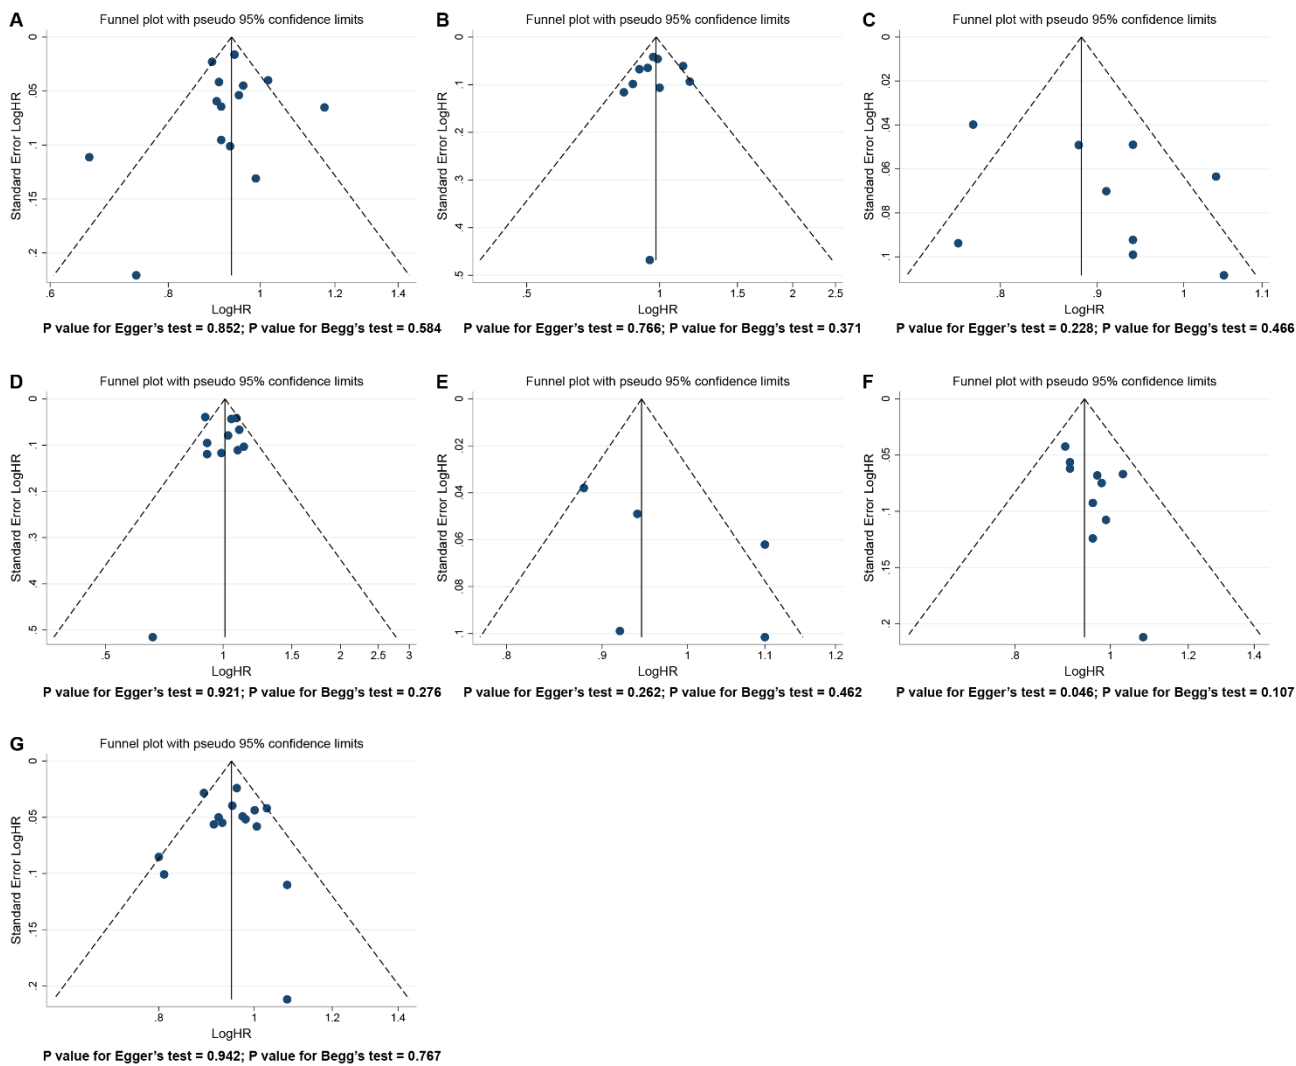 A
Funnel plot with pseudo 95% confidence limits
Standard Error LogHR
0
.05
.1
.15
.2
.6 .8 1 1.2 1.4
LogHR
P value for Egger's test = 0.852; P value for Begg's test = 0.584
B
Funnel plot with pseudo 95% confidence limits
Standard Error LogHR
0
.1
.2
.3
.4
.5
.5 1 1.5 2 2.5
LogHR
P value for Egger's test = 0.766; P value for Begg's test = 0.371
C
Funnel plot with pseudo 95% confidence limits
Standard Error LogHR
0
.02
.04
.06
.08
.1
.8 .9 1 1.1
LogHR
P value for Egger's test = 0.228; P value for Begg's test = 0.466
D
Funnel plot with pseudo 95% confidence limits
Standard Error LogHR
0
.1
.2
.3
.4
.5
.5 1 1.5 2 2.5 3
LogHR
P value for Egger's test = 0.921; P value for Begg's test = 0.276
E
Funnel plot with pseudo 95% confidence limits
Standard Error LogHR
0
.02
.04
.06
.08
.1
.8 .9 1 1.1 1.2
LogHR
P value for Egger's test = 0.262; P value for Begg's test = 0.462
F
Funnel plot with pseudo 95% confidence limits
Standard Error LogHR
0
.05
.1
.15
.2
.8 1 1.2 1.4
LogHR
P value for Egger's test = 0.046; P value for Begg's test = 0.107
G
Funnel plot with pseudo 95% confidence limits
Standard Error LogHR
0
.05
.1
.15
.2
.8 1 1.2 1.4
LogHR
P value for Egger's test = 0.942; P value for Begg's test = 0.767